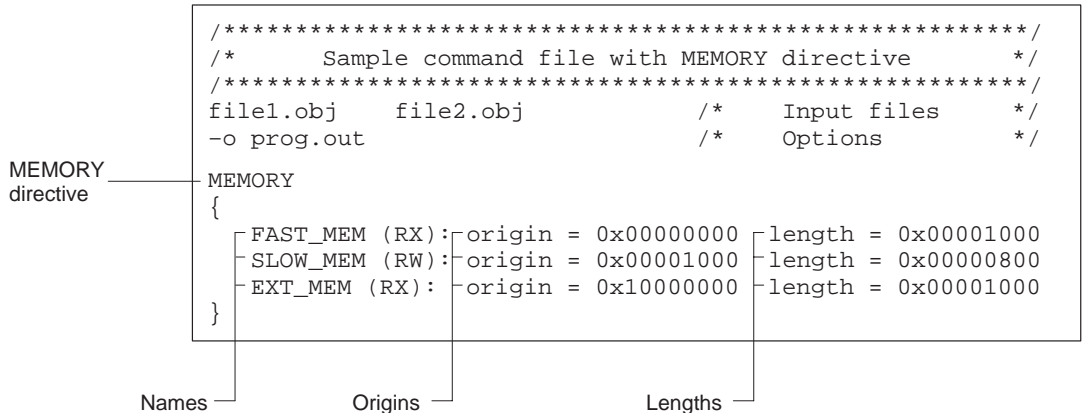 /********************************************************/
/*      Sample command file with MEMORY directive       */
/********************************************************/
file1.obj    file2.obj            /*    Input files   */
–o prog.out                       /*    Options       */
MEMORY
directive
MEMORY
{
FAST_MEM (RX): origin = 0x00000000 length = 0x00001000
SLOW_MEM (RW): origin = 0x00001000 length = 0x00000800
EXT_MEM (RX): origin = 0x10000000 length = 0x00001000
}
Names Origins Lengths